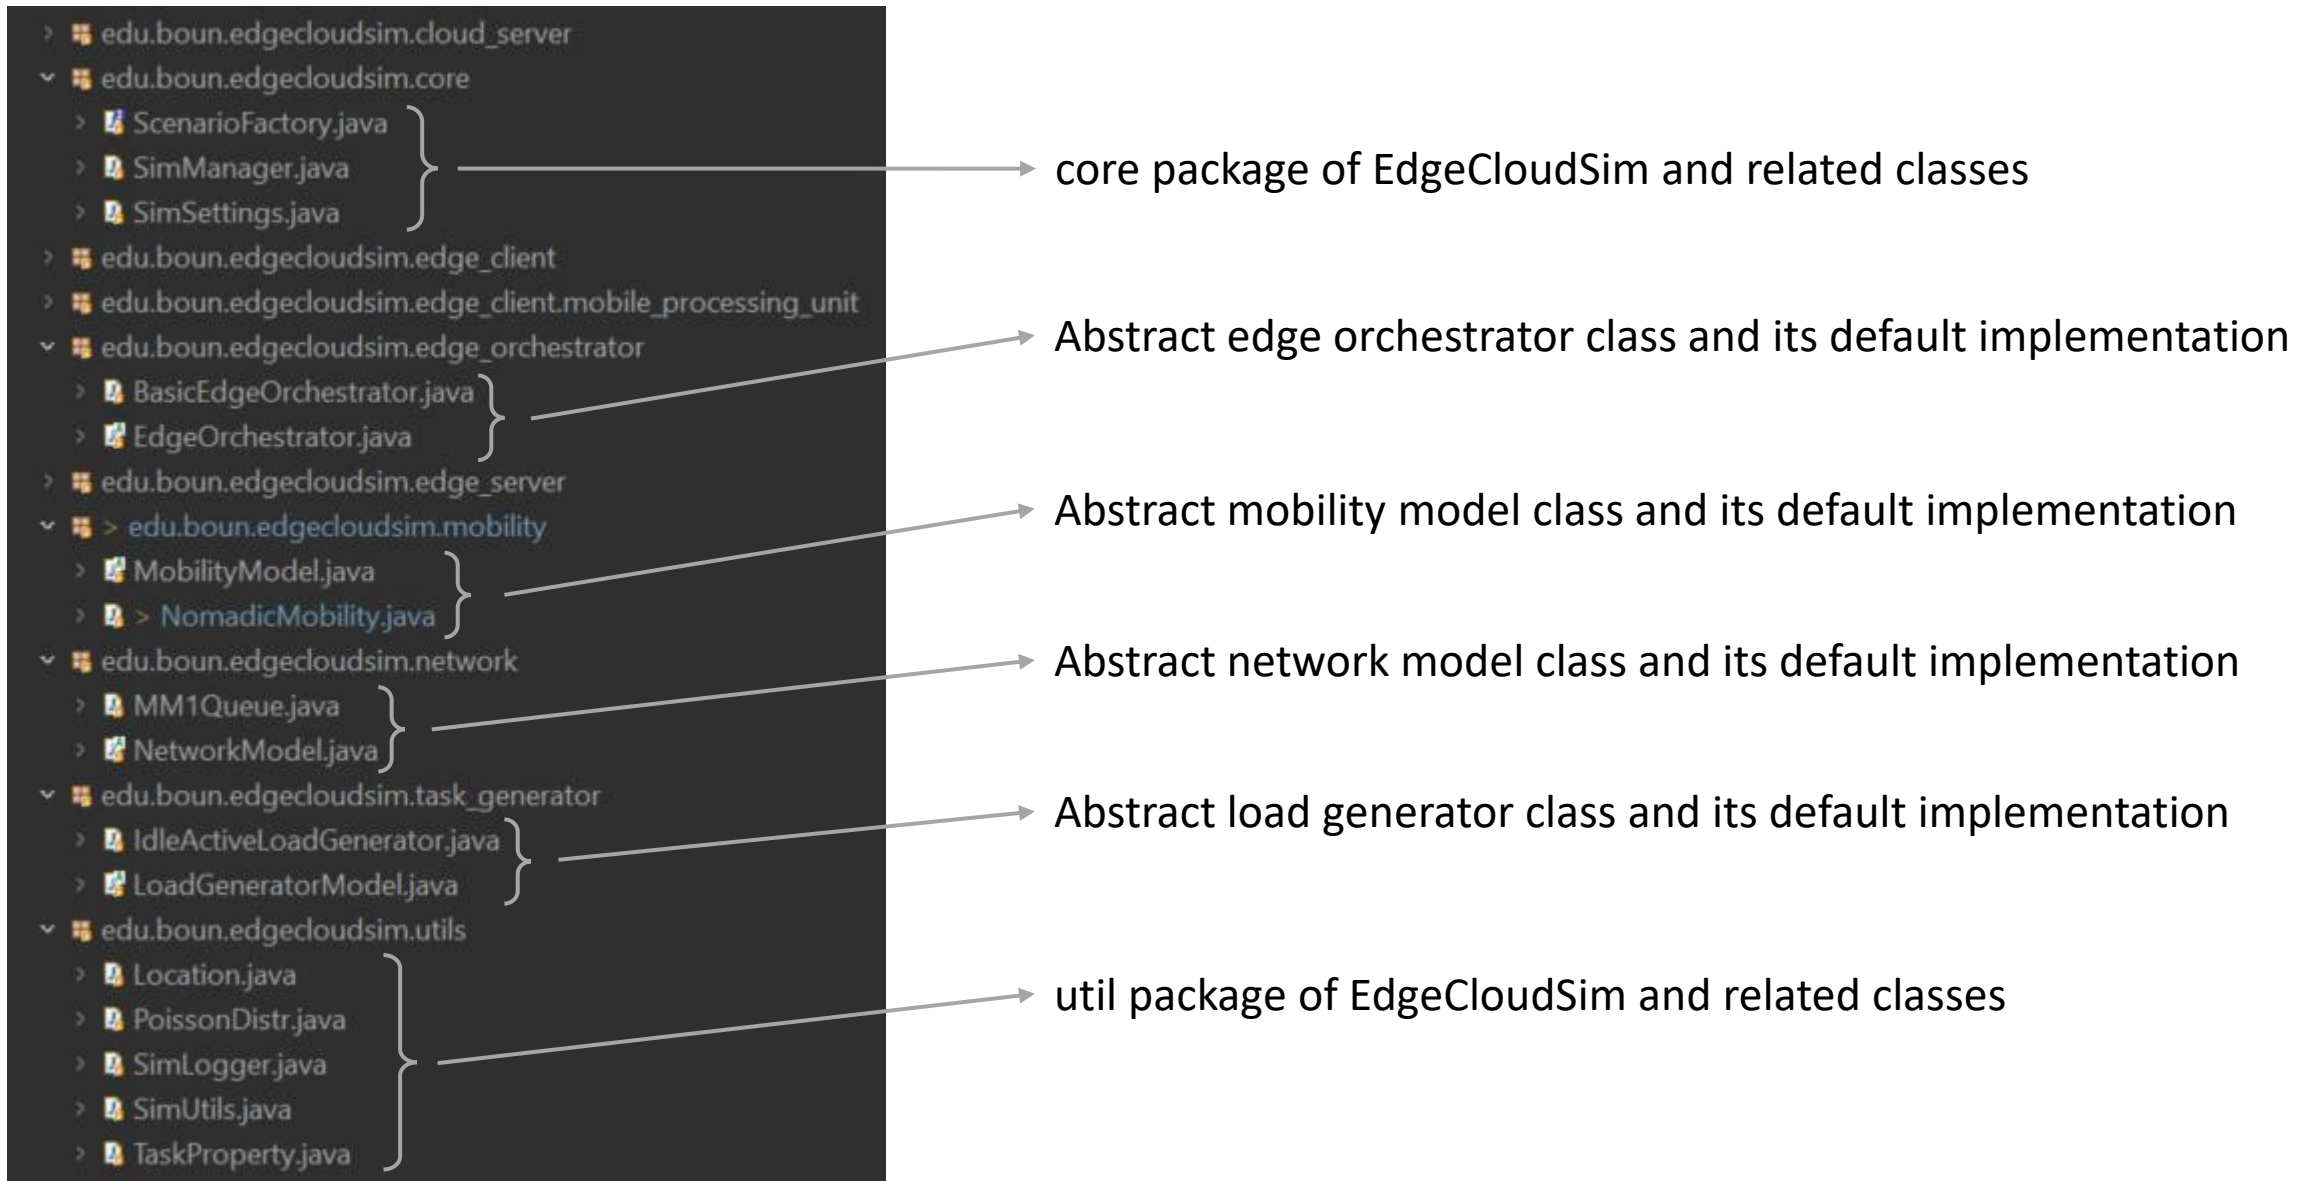 edu.boun.edgecloudsim.cloud_server
edu.boun.edgecloudsim.core
ScenarioFactory.java
SimManager.java
SimSettings.java
edu.boun.edgecloudsim.edge_client
edu.boun.edgecloudsim.edge_client.mobile_processing_unit
edu.boun.edgecloudsim.edge_orchestrator
BasicEdgeOrchestrator.java
EdgeOrchestrator.java
edu.boun.edgecloudsim.edge_server
> edu.boun.edgecloudsim.mobility
MobilityModel.java
> NomadicMobility.java
edu.boun.edgecloudsim.network
MM1Queue.java
NetworkModel.java
edu.boun.edgecloudsim.task_generator
IdleActiveLoadGenerator.java
LoadGeneratorModel.java
edu.boun.edgecloudsim.utils
Location.java
PoissonDistr.java
SimLogger.java
SimUtils.java
TaskProperty.java
core package of EdgeCloudSim and related classes
Abstract edge orchestrator class and its default implementation
Abstract mobility model class and its default implementation
Abstract network model class and its default implementation
Abstract load generator class and its default implementation
util package of EdgeCloudSim and related classes